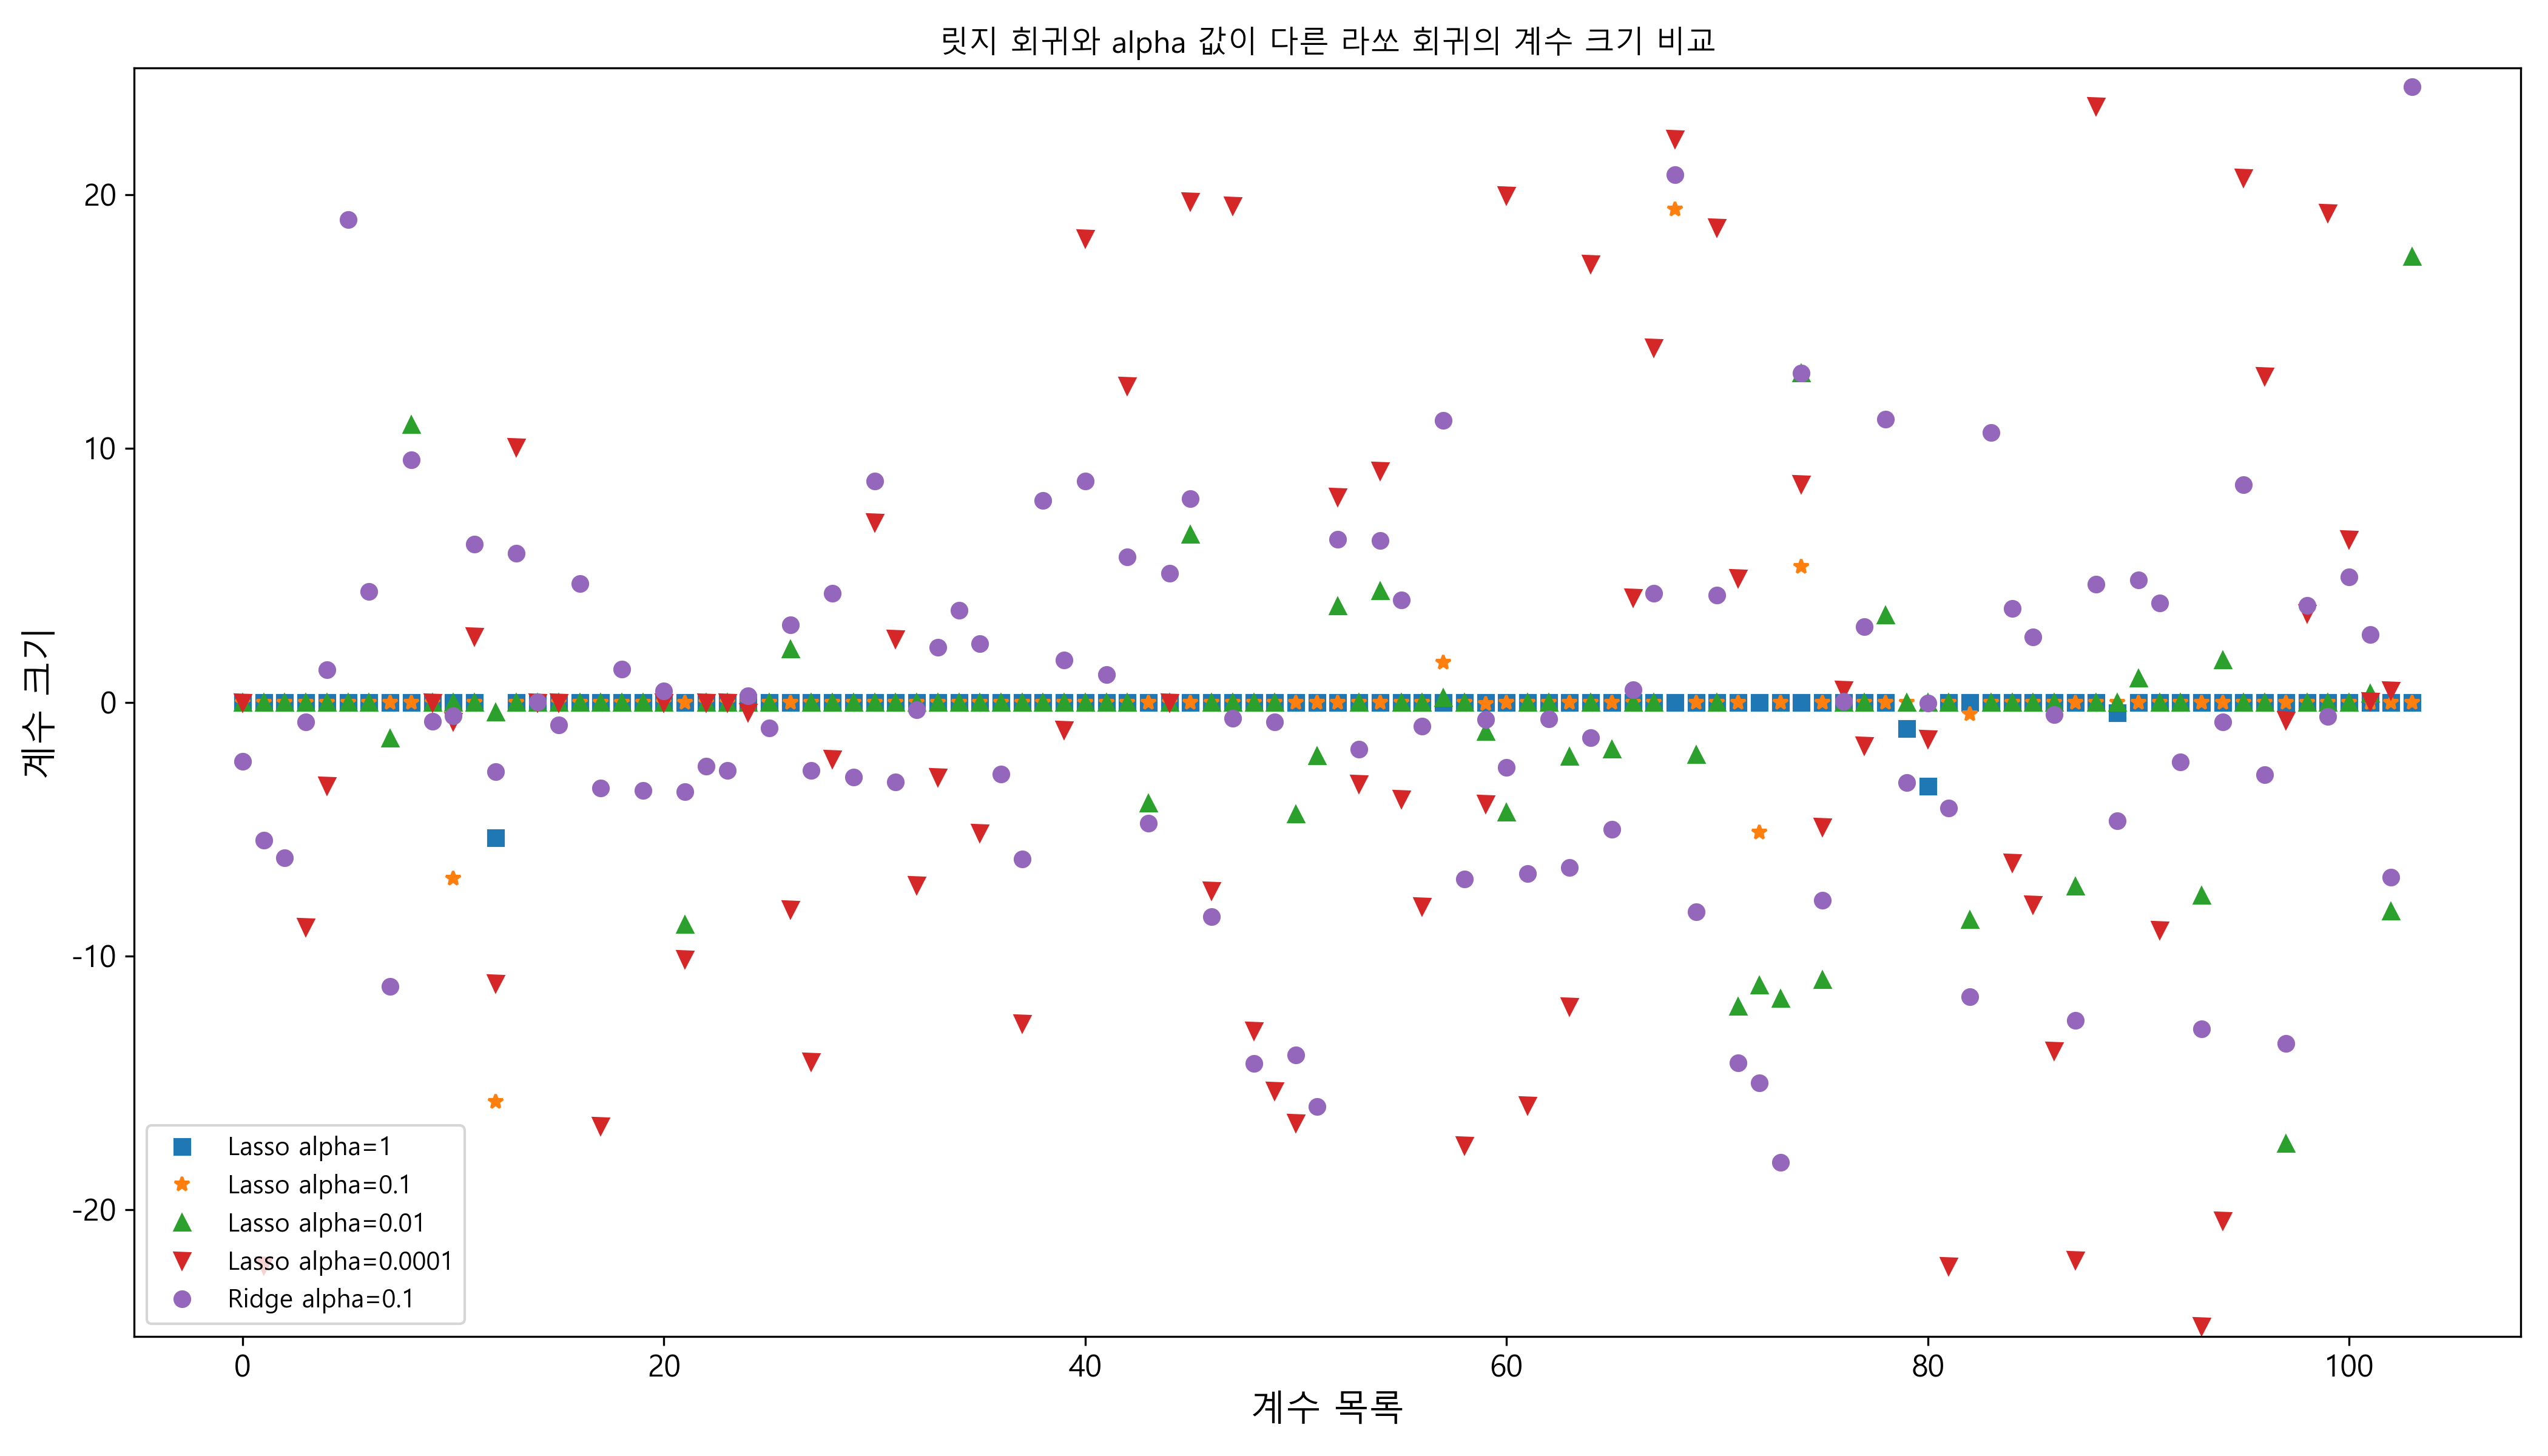 릿지 회귀와 alpha 값이 다른 라쏘 회귀의 계수 크기 비교
계수 크기
20
10
0
-10
-20
Lasso alpha=1
Lasso alpha=0.1
Lasso alpha=0.01
Lasso alpha=0.0001
Ridge alpha=0.1
0 20 40 60 80 100
계수 목록